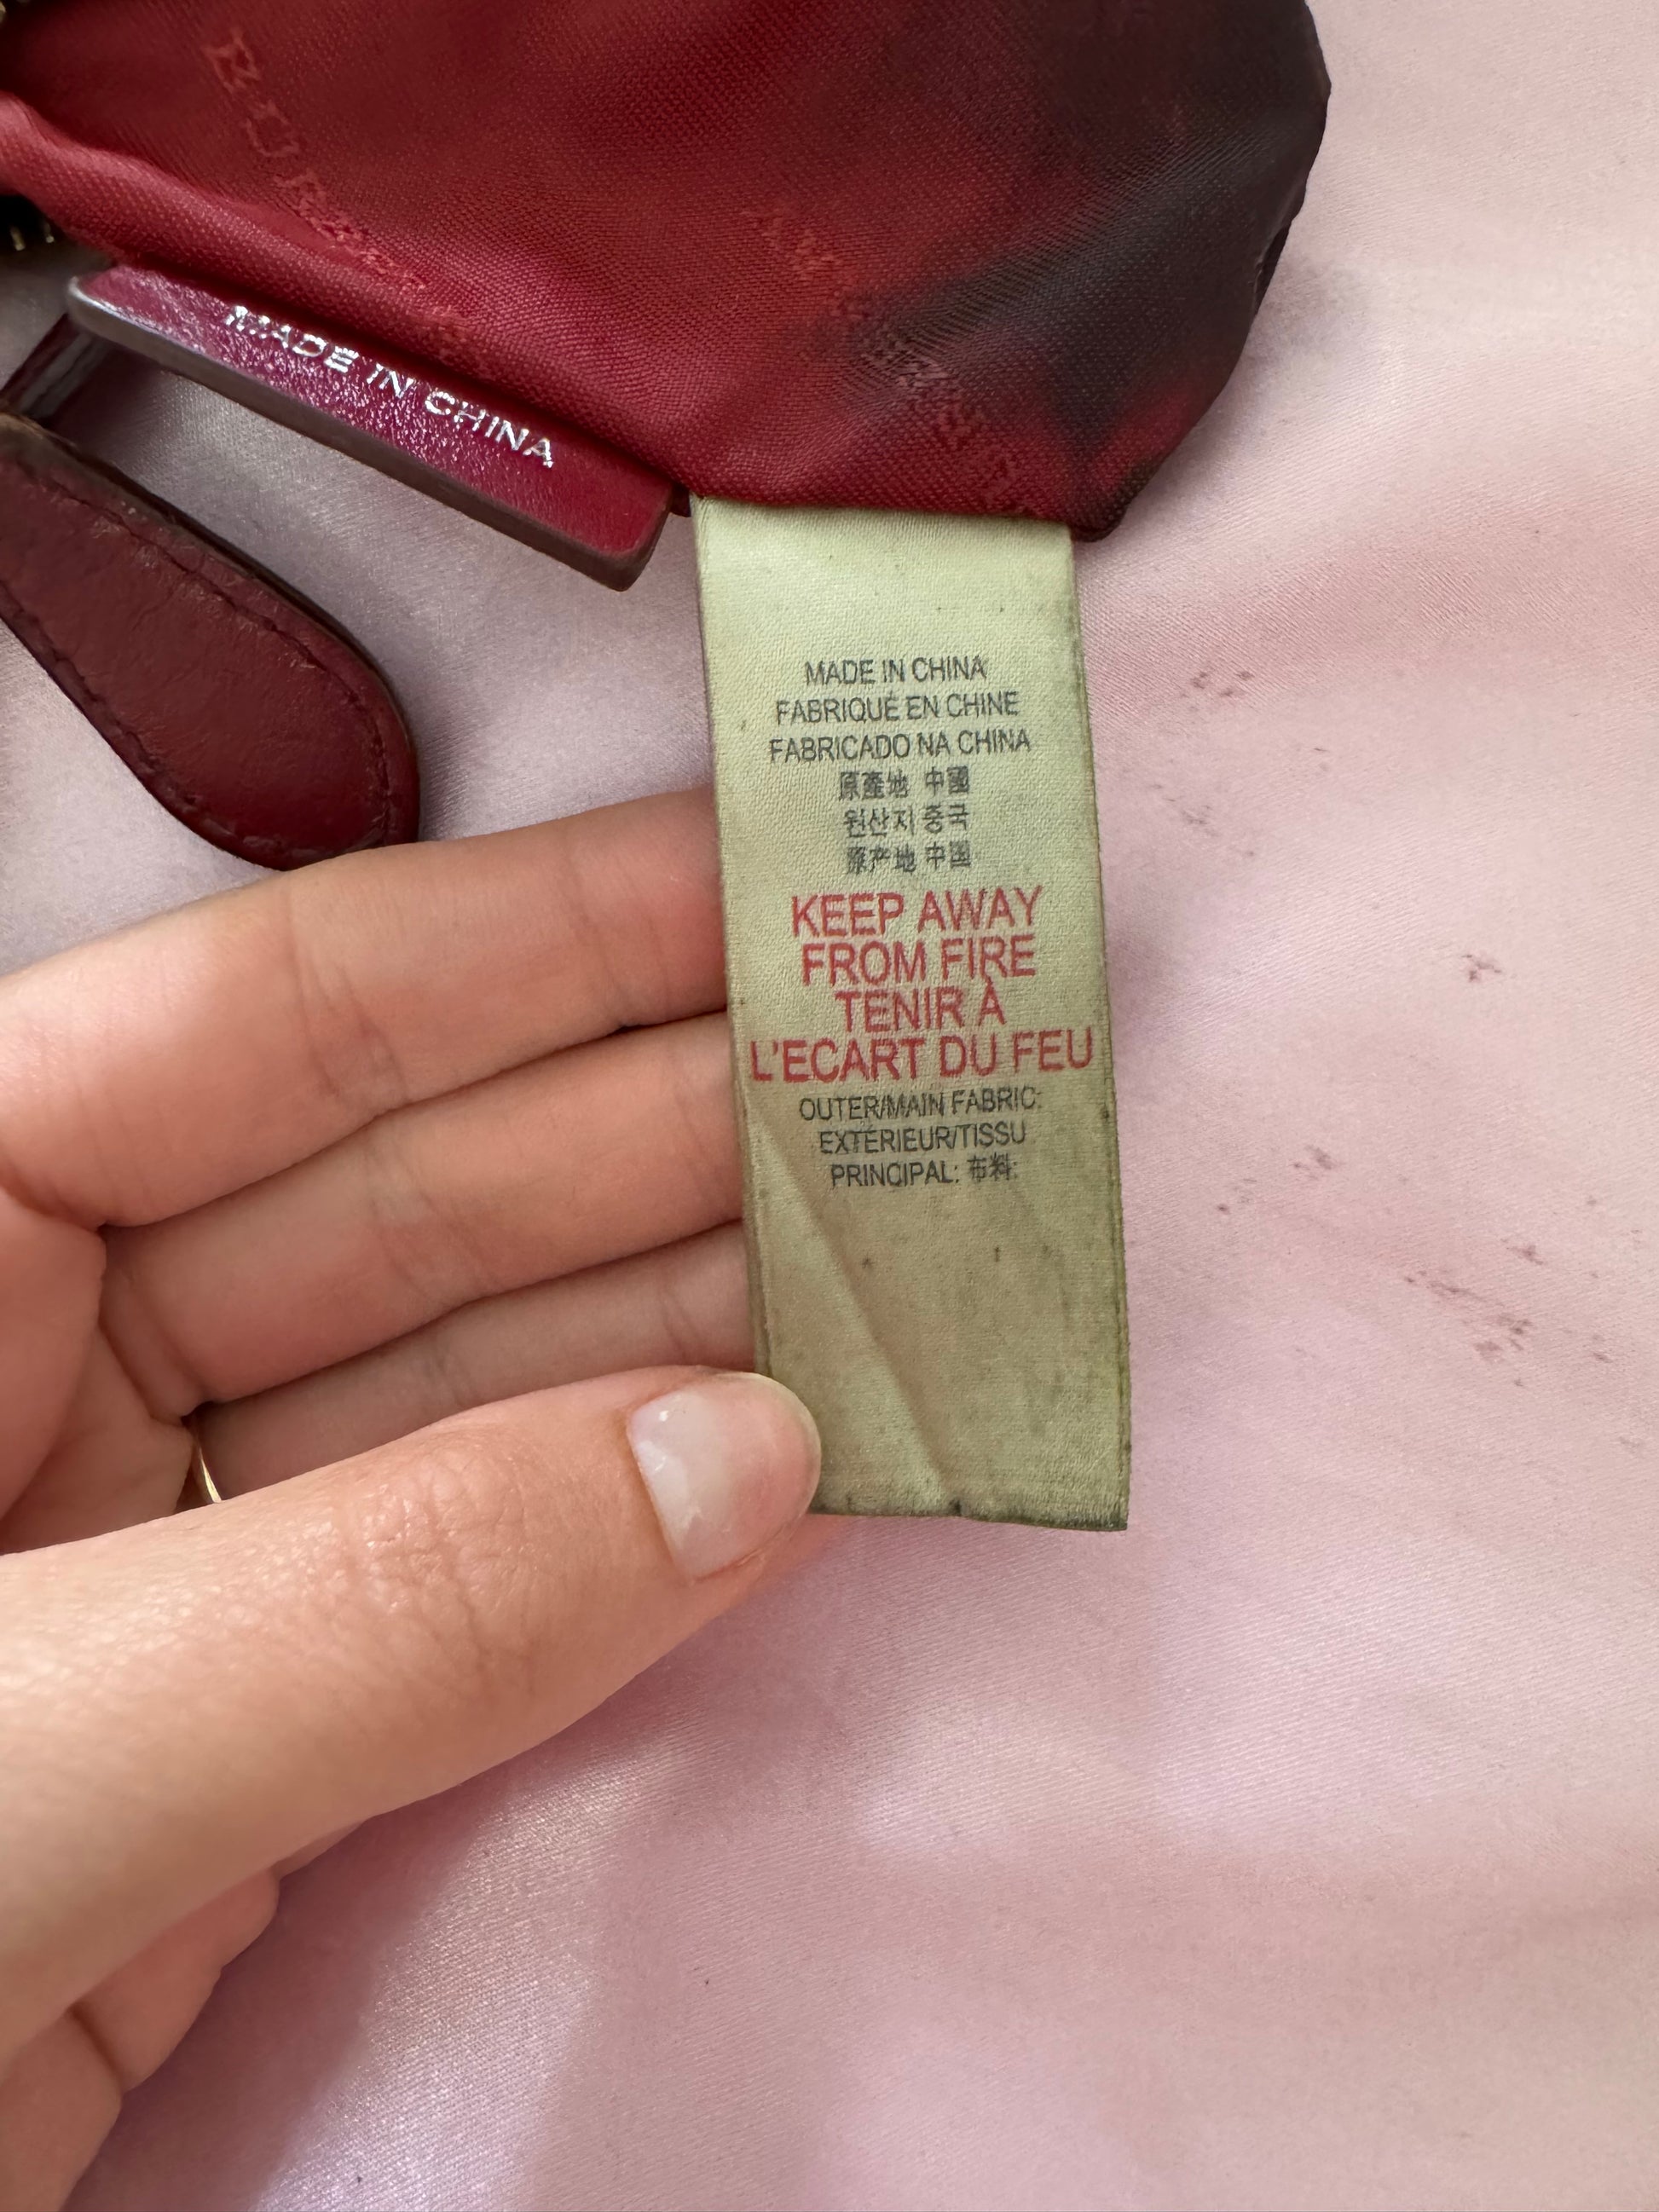 BURBERRY
MADE IN CHINA
MADE IN CHINA
FABRIQUÉ EN CHINE
FABRICADO NA CHINA
原產地 中國
원산지 중국
原产地 中国
KEEP AWAY
FROM FIRE
TENIR À
L'ECART DU FEU
OUTER/MAIN FABRIC:
EXTÉRIEUR/TISSU
PRINCIPAL: 布料: